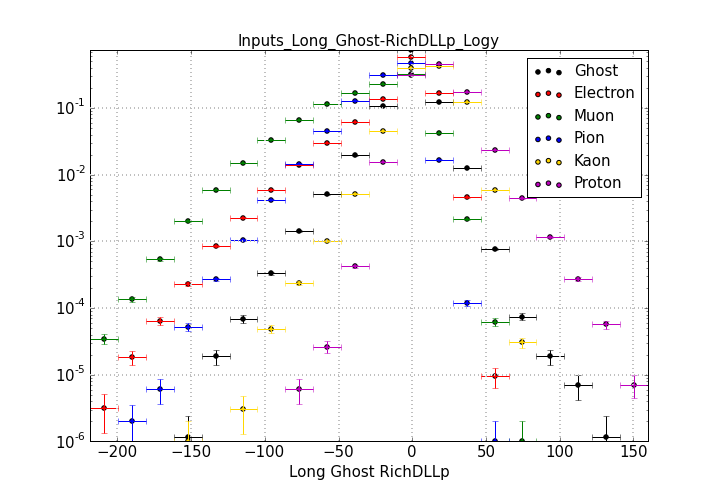 Inputs_Long_Ghost-RichDLLp_Logy
Ghost
Electron
Muon
Pion
Kaon
Proton
10^-1
10^-2
10^-3
10^-4
10^-5
10^-6
−200 −150 −100 −50 0 50 100 150
Long Ghost RichDLLp